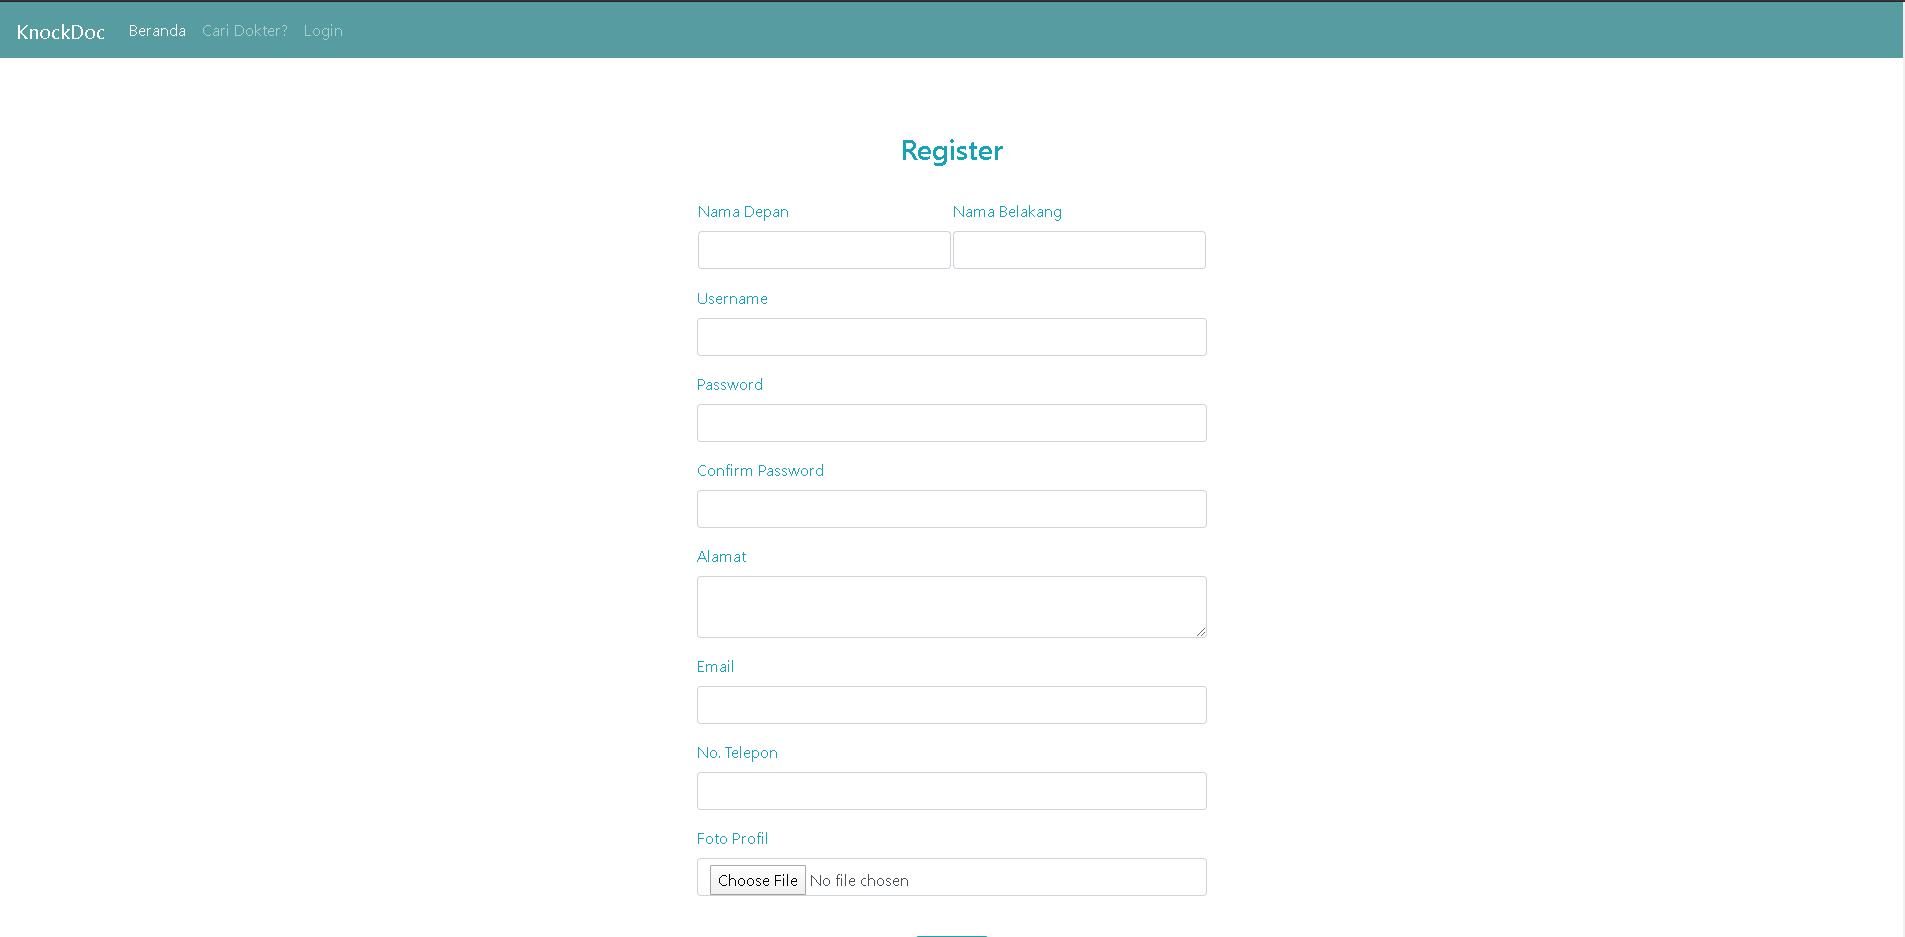 KnockDoc Beranda Cari Dokter? Login
Register
Nama Depan Nama Belakang
Username
Password
Confirm Password
Alamat
Email
No. Telepon
Foto Profil
Choose File No file chosen